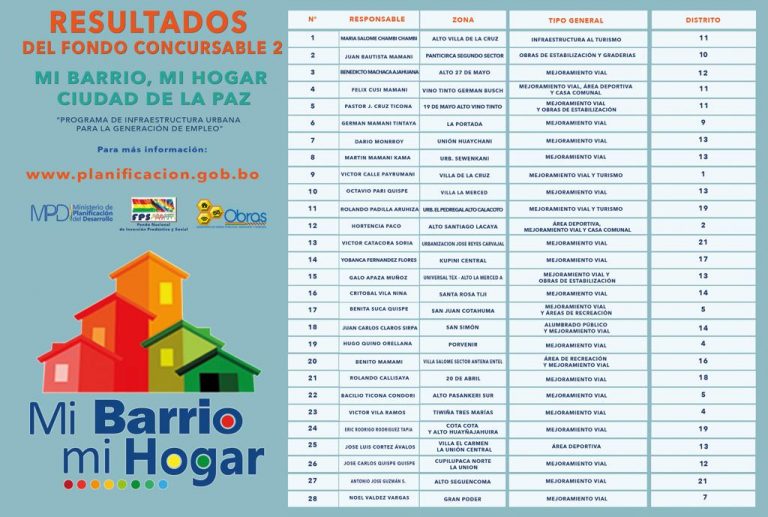 RESULTADOS
DEL FONDO CONCURSABLE 2
MI BARRIO, MI HOGAR
CIUDAD DE LA PAZ
"PROGRAMA DE INFRAESTRUCTURA URBANA
PARA LA GENERACIÓN DE EMPLEO"
Para más información:
www.planificacion.gob.bo
MPD Ministerio de
Planificación
del Desarrollo
FPS
Fondo Nacional
de Inversión Productiva y Social
Obras
Mi Barrio
mi Hogar
N° RESPONSABLE ZONA TIPO GENERAL DISTRITO
1 MARIA SALOME CHAMBI CHAMBI ALTO VILLA DE LA CRUZ INFRAESTRUCTURA AL TURISMO 11
2 JUAN BAUTISTA MAMANI PANTICIRCA SEGUNDO SECTOR OBRAS DE ESTABILIZACIÓN Y GRADERIAS 10
3 BENEDICTO MACHACA AJAHUANA ALTO 27 DE MAYO MEJORAMIENTO VIAL 12
4 FELIX CUSI MAMANI VINO TINTO GERMAN BUSCH MEJORAMIENTO VIAL, ÁREA DEPORTIVA
Y CASA COMUNAL 11
5 PASTOR J. CRUZ TICONA 19 DE MAYO ALTO VINO TINTO MEJORAMIENTO VIAL
Y OBRAS DE ESTABILIZACIÓN 11
6 GERMAN MAMANI TINTAYA LA PORTADA MEJORAMIENTO VIAL 9
7 DARIO MONRROY UNIÓN HUAYCHANI MEJORAMIENTO VIAL 13
8 MARTIN MAMANI KAMA URB. SEWENKANI MEJORAMIENTO VIAL 13
9 VICTOR CALLE PAYRUMANI VILLA DE LA CRUZ MEJORAMIENTO VIAL Y TURISMO 1
10 OCTAVIO PARI QUISPE VILLA LA MERCED MEJORAMIENTO VIAL 13
11 ROLANDO PADILLA ARUHIZA URB. EL PEDREGAL ALTO CALACOTO MEJORAMIENTO VIAL Y TURISMO 19
12 HORTENCIA PACO ALTO SANTIAGO LACAYA ÁREA DEPORTIVA,
MEJORAMIENTO VIAL Y CASA COMUNAL 2
13 VICTOR CATACORA SORIA URBANIZACION JOSE REYES CARVAJAL MEJORAMIENTO VIAL 21
14 YOBANCA FERNANDEZ FLORES KUPINI CENTRAL MEJORAMIENTO VIAL 17
15 GALO APAZA MUÑOZ UNIVERSAL TEX - ALTO LA MERCED A MEJORAMIENTO VIAL Y
OBRAS DE ESTABILIZACIÓN 13
16 CRITOBAL VILA NINA SANTA ROSA TIJI MEJORAMIENTO VIAL 14
17 BENITA SUCA QUISPE SAN JUAN COTAHUMA MEJORAMIENTO VIAL
Y ÁREAS DE RECREACIÓN 5
18 JUAN CARLOS CLAROS SIRPA SAN SIMÓN ALUMBRADO PÚBLICO
Y MEJORAMIENTO VIAL 14
19 HUGO QUINO ORELLANA PORVENIR MEJORAMIENTO VIAL 4
20 BENITO MAMAMI VILLA SALOME SECTOR ANTENA ENTEL ÁREA DE RECREACIÓN
Y MEJORAMIENTO VIAL 16
21 ROLANDO CALLISAYA 20 DE ABRIL MEJORAMIENTO VIAL 18
22 BACILIO TICONA CONDORI ALTO PASANKERI SUR MEJORAMIENTO VIAL 5
23 VICTOR VILA RAMOS TIWIÑA TRES MARÍAS MEJORAMIENTO VIAL 4
24 ERIC RODRIGO RODRIGUEZ TAPIA COTA COTA
Y ALTO HUAYÑAJAHUIRA MEJORAMIENTO VIAL 19
25 JOSE LUIS CORTEZ ÁVALOS VILLA EL CARMEN
LA UNIÓN CENTRAL ÁREA DEPORTIVA 13
26 JOSE CARLOS QUISPE QUISPE CUPILUPACA NORTE
LA UNION MEJORAMIENTO VIAL 12
27 ANTONIO JOSE GUZMÁN S. ALTO SEGUENCOMA MEJORAMIENTO VIAL 21
28 NOEL VALDEZ VARGAS GRAN PODER MEJORAMIENTO VIAL 7